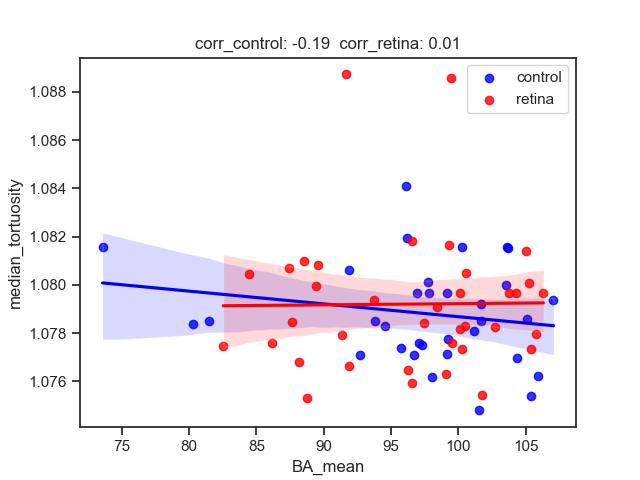 corr_control: -0.19  corr_retina: 0.01
control
retina
1.088
1.086
1.084
1.082
1.080
1.078
1.076
median_tortuosity
75 80 85 90 95 100 105
BA_mean